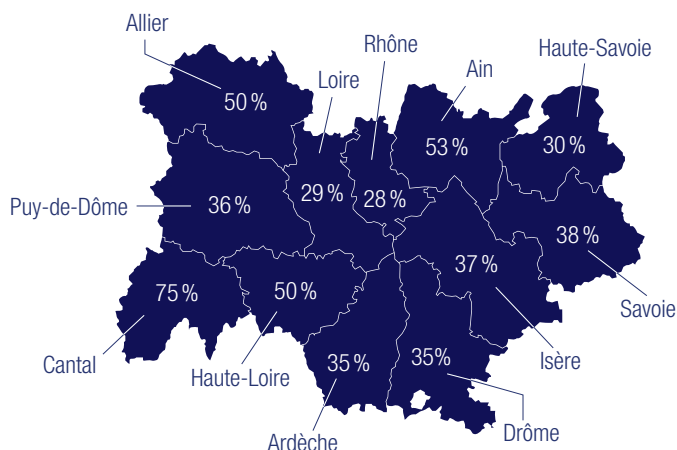 Allier
Rhône
Haute-Savoie
Loire
Ain
50 %
53 %
30 %
29 %
28 %
Puy-de-Dôme
36 %
38 %
37 %
75 %
50 %
Savoie
35 %
35%
Isère
Cantal
Haute-Loire
Drôme
Ardèche